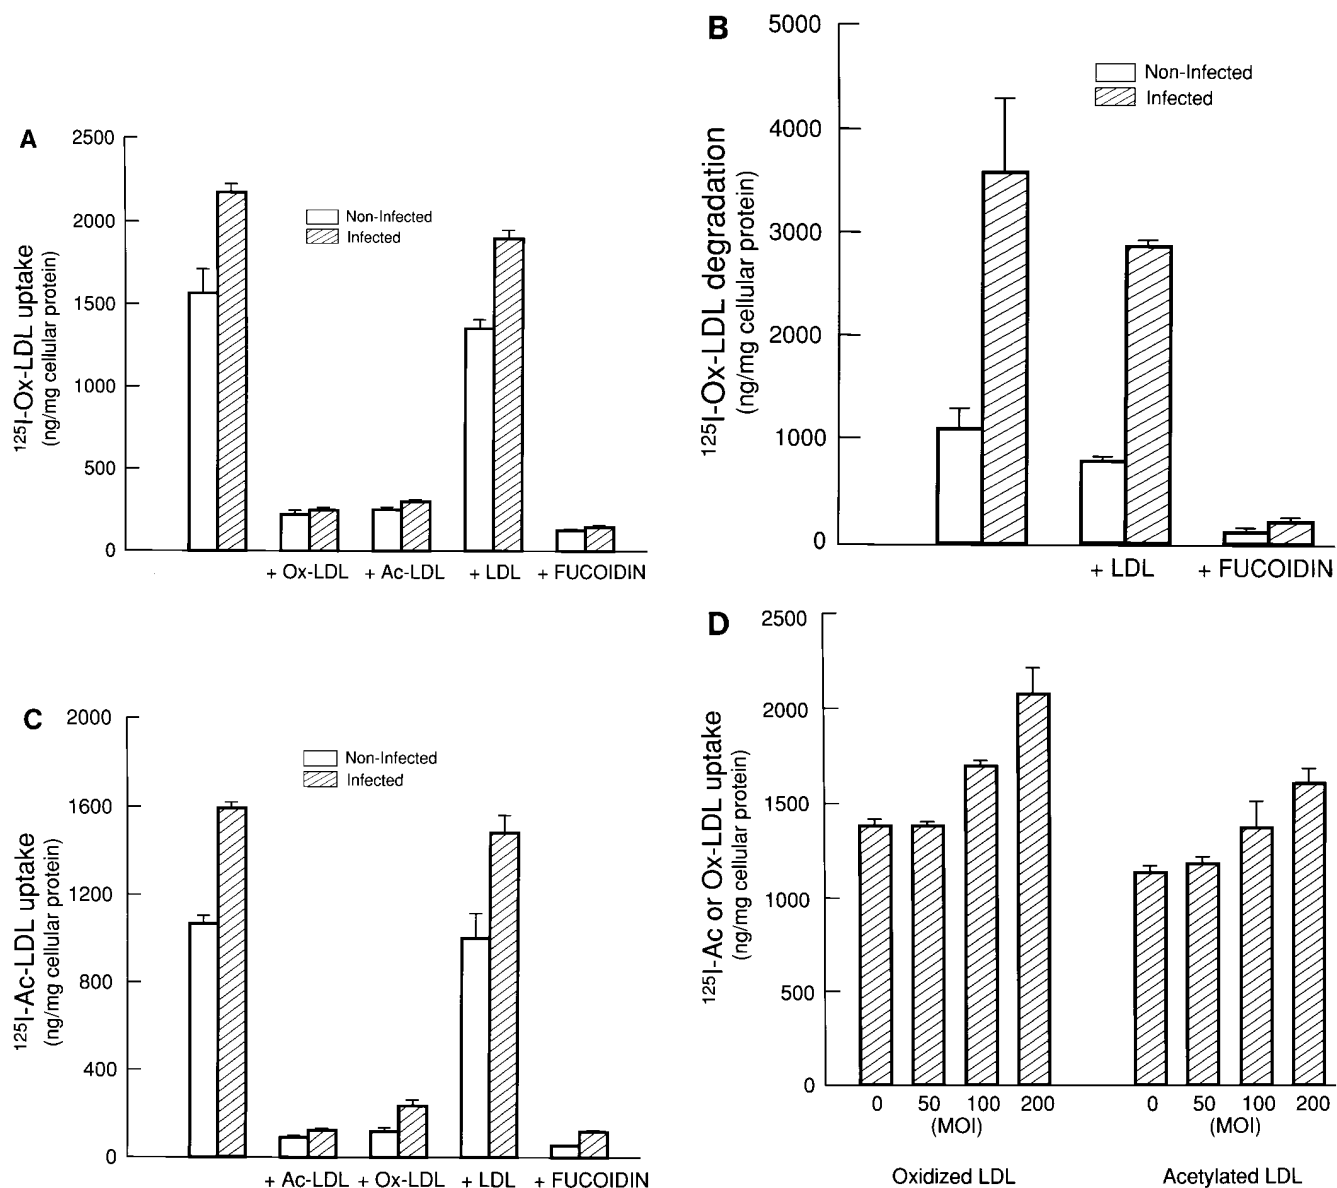 A
2500
2000
1500
1000
500
0
125I-Ox-LDL uptake
(ng/mg cellular protein)
Non-Infected
Infected
+ Ox-LDL + Ac-LDL + LDL + FUCOIDIN
B
5000
4000
3000
2000
1000
0
125I-Ox-LDL degradation
(ng/mg cellular protein)
Non-Infected
Infected
+ LDL + FUCOIDIN
C
2000
1600
1200
800
400
0
125I-Ac-LDL uptake
(ng/mg cellular protein)
Non-Infected
Infected
+ Ac-LDL + Ox-LDL + LDL + FUCOIDIN
D
2500
2000
1500
1000
500
0
125I-Ac or Ox-LDL uptake
(ng/mg cellular protein)
0 50 100 200 0 50 100 200
(MOI) (MOI)
Oxidized LDL Acetylated LDL